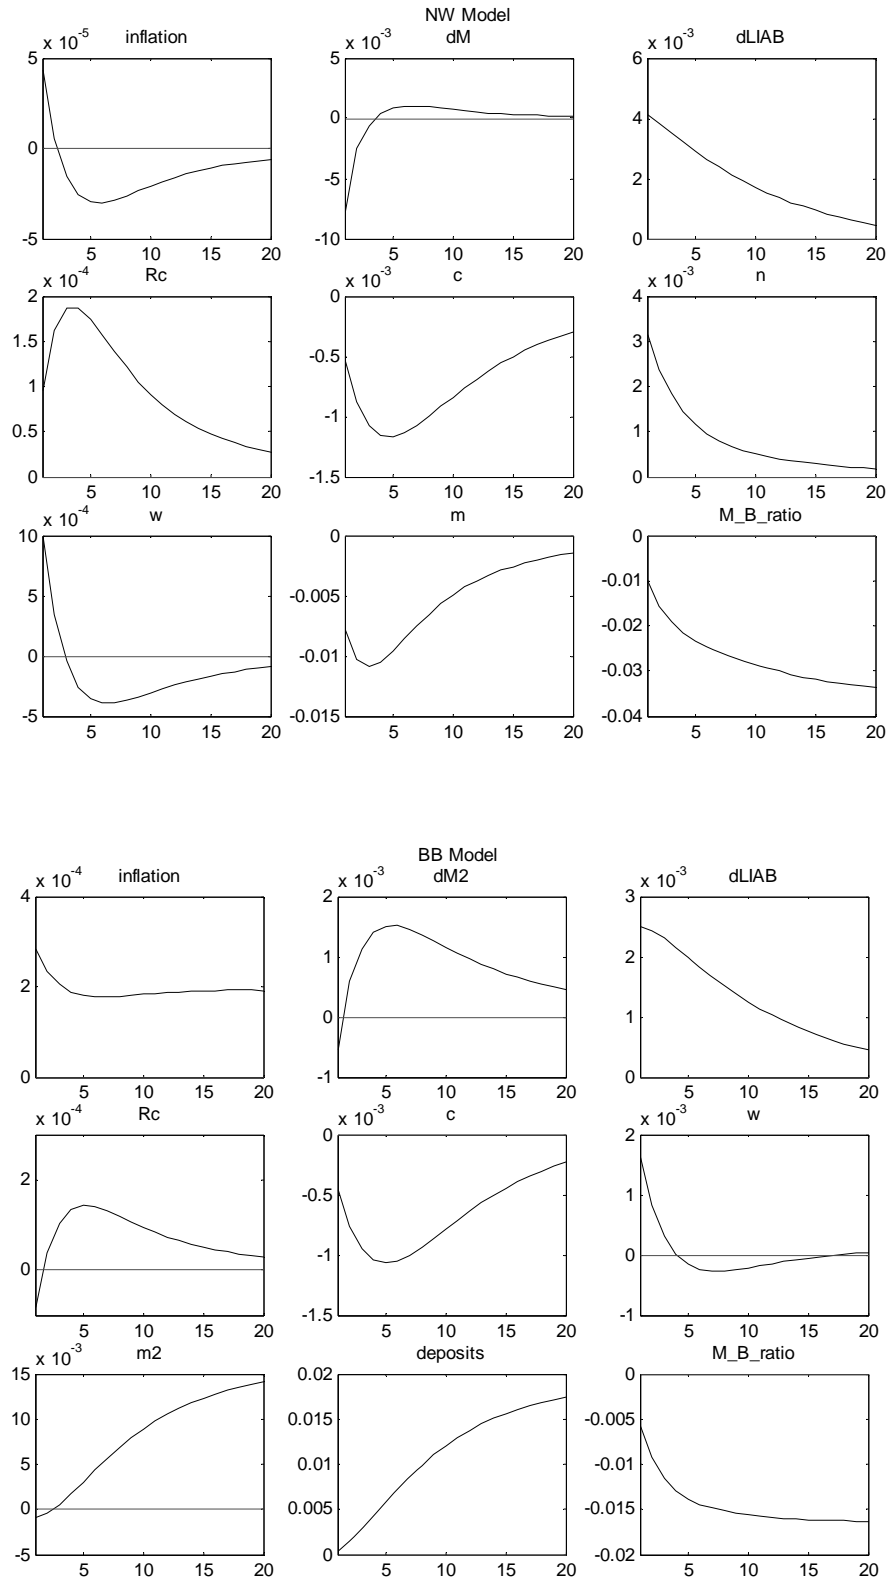 NW Model
x 10-5 inflation
x 10-3 dM
x 10-3 dLIAB
5
0
-5
5 10 15 20
5
0
-5
-10
5 10 15 20
6
4
2
0
5 10 15 20
x 10-4 Rc
x 10-3 c
x 10-3 n
2
1.5
1
0.5
0
5 10 15 20
0
-0.5
-1
-1.5
5 10 15 20
4
3
2
1
0
5 10 15 20
x 10-4 w
m
M_B_ratio
10
5
0
-5
5 10 15 20
0
-0.005
-0.01
-0.015
5 10 15 20
0
-0.01
-0.02
-0.03
-0.04
5 10 15 20
BB Model
x 10-4 inflation
x 10-3 dM2
x 10-3 dLIAB
4
2
0
5 10 15 20
2
1
0
-1
5 10 15 20
3
2
1
0
5 10 15 20
x 10-4 Rc
x 10-3 c
x 10-3 w
2
0
5 10 15 20
0
-0.5
-1
-1.5
5 10 15 20
2
1
0
-1
5 10 15 20
x 10-3 m2
deposits
M_B_ratio
15
10
5
0
-5
5 10 15 20
0.02
0.015
0.01
0.005
0
5 10 15 20
0
-0.005
-0.01
-0.015
-0.02
5 10 15 20